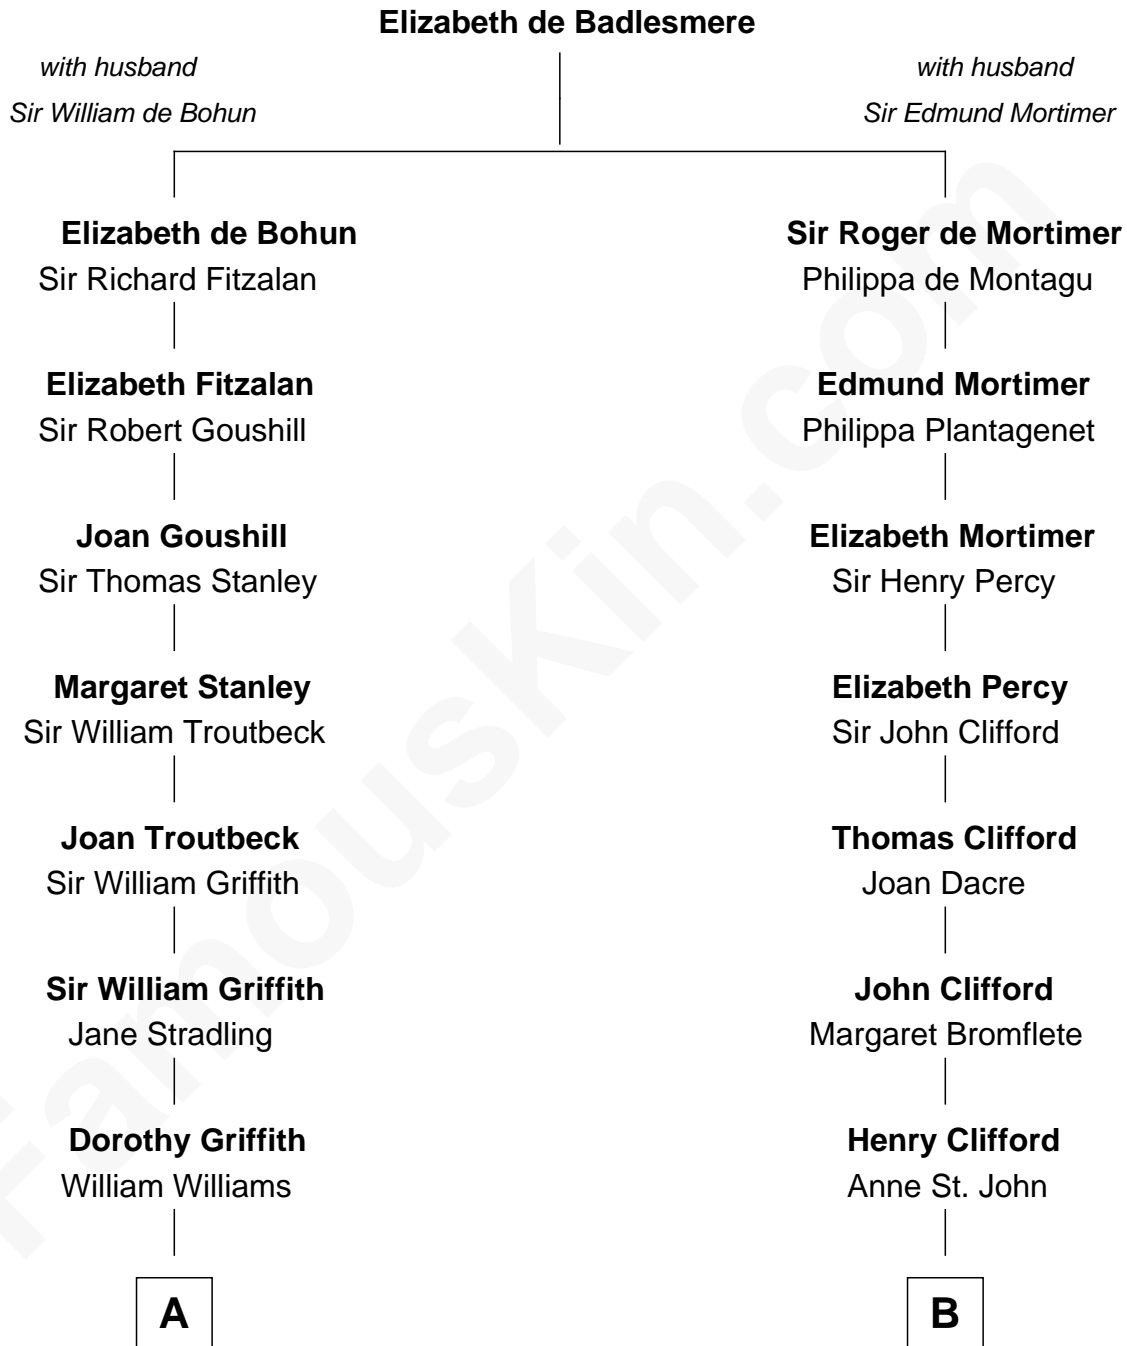 Elizabeth de Badlesmere
with husband
Sir William de Bohun
with husband
Sir Edmund Mortimer
Elizabeth de Bohun
Sir Richard Fitzalan
Elizabeth Fitzalan
Sir Robert Goushill
Joan Goushill
Sir Thomas Stanley
Margaret Stanley
Sir William Troutbeck
Joan Troutbeck
Sir William Griffith
Sir William Griffith
Jane Stradling
Dorothy Griffith
William Williams
A
Sir Roger de Mortimer
Philippa de Montagu
Edmund Mortimer
Philippa Plantagenet
Elizabeth Mortimer
Sir Henry Percy
Elizabeth Percy
Sir John Clifford
Thomas Clifford
Joan Dacre
John Clifford
Margaret Bromflete
Henry Clifford
Anne St. John
B
FamousKin.com